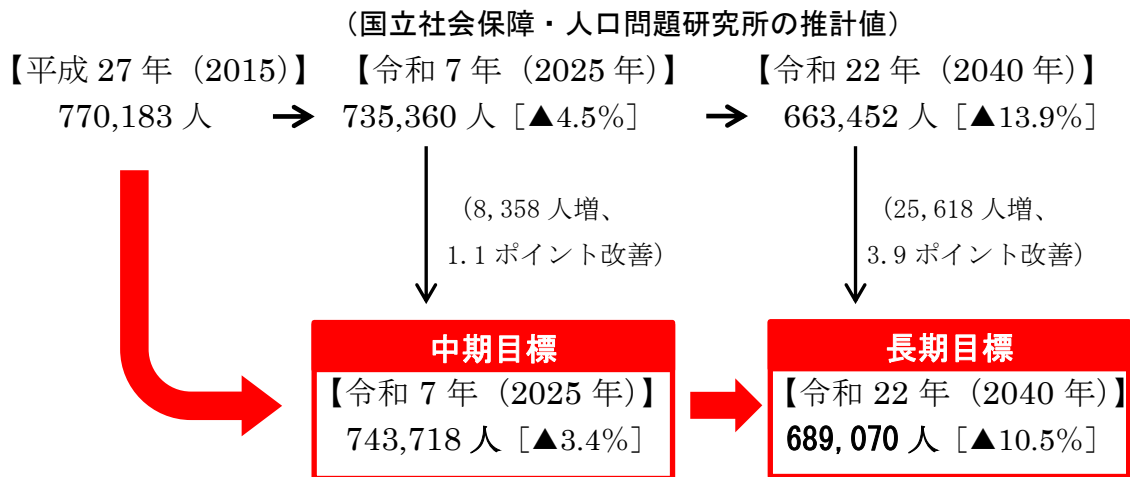 (国立社会保障・人口問題研究所の推計値)
【平成 27 年（2015）】 【令和 7 年（2025 年）】 【令和 22 年（2040 年）】
770,183 人 → 735,360 人［▲4.5%］ → 663,452 人［▲13.9%］
(8,358 人増、
1.1 ポイント改善)
(25,618 人増、
3.9 ポイント改善)
中期目標
【令和 7 年（2025 年）】
743,718 人［▲3.4%］
長期目標
【令和 22 年（2040 年）】
689,070 人［▲10.5%］